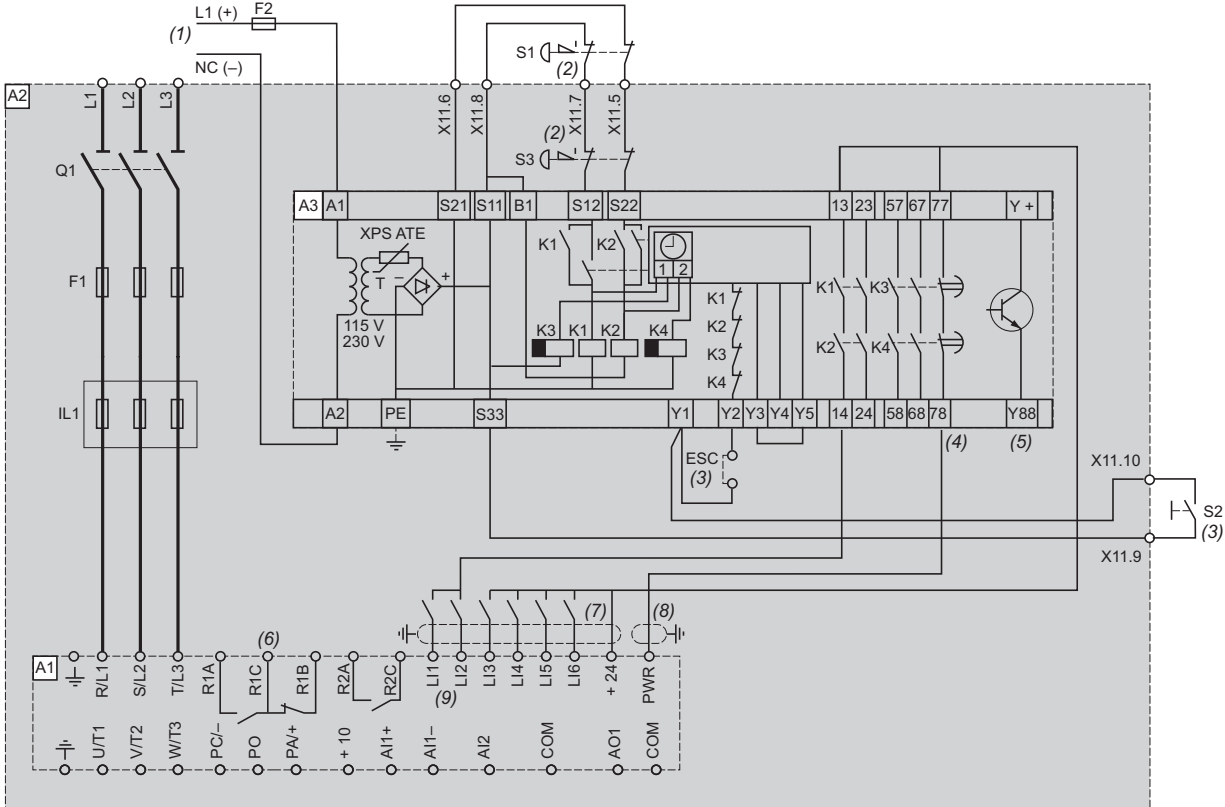 L1 (+) F2
(1)
NC (–)
S1
(2)
A2
L1 L2 L3
X11.6 X11.8 X11.7 X11.5
(2)
S3
Q1
A3 A1 S21 S11 B1 S12 S22 13 23 57 67 77 Y +
XPS ATE
K1 K2
1 2
T – +
F1
115 V
230 V
K1 K3
K1
K2
K3
K4
K3 K1 K2 K4
K2 K4
IL1
A2 PE S33 Y1 Y2 Y3 Y4 Y5 14 24 58 68 78 Y88
(4) (5)
ESC
(3)
X11.10
S2
(3)
X11.9
(7) (8)
(6)
A1
R/L1 S/L2 T/L3 R1A R1C R1B R2A R2C LI1 LI2 LI3 LI4 LI5 LI6 + 24 PWR
(9)
U/T1 V/T2 W/T3 PC/– PO PA/+ + 10 AI1+ AI1– AI2 COM AO1 COM